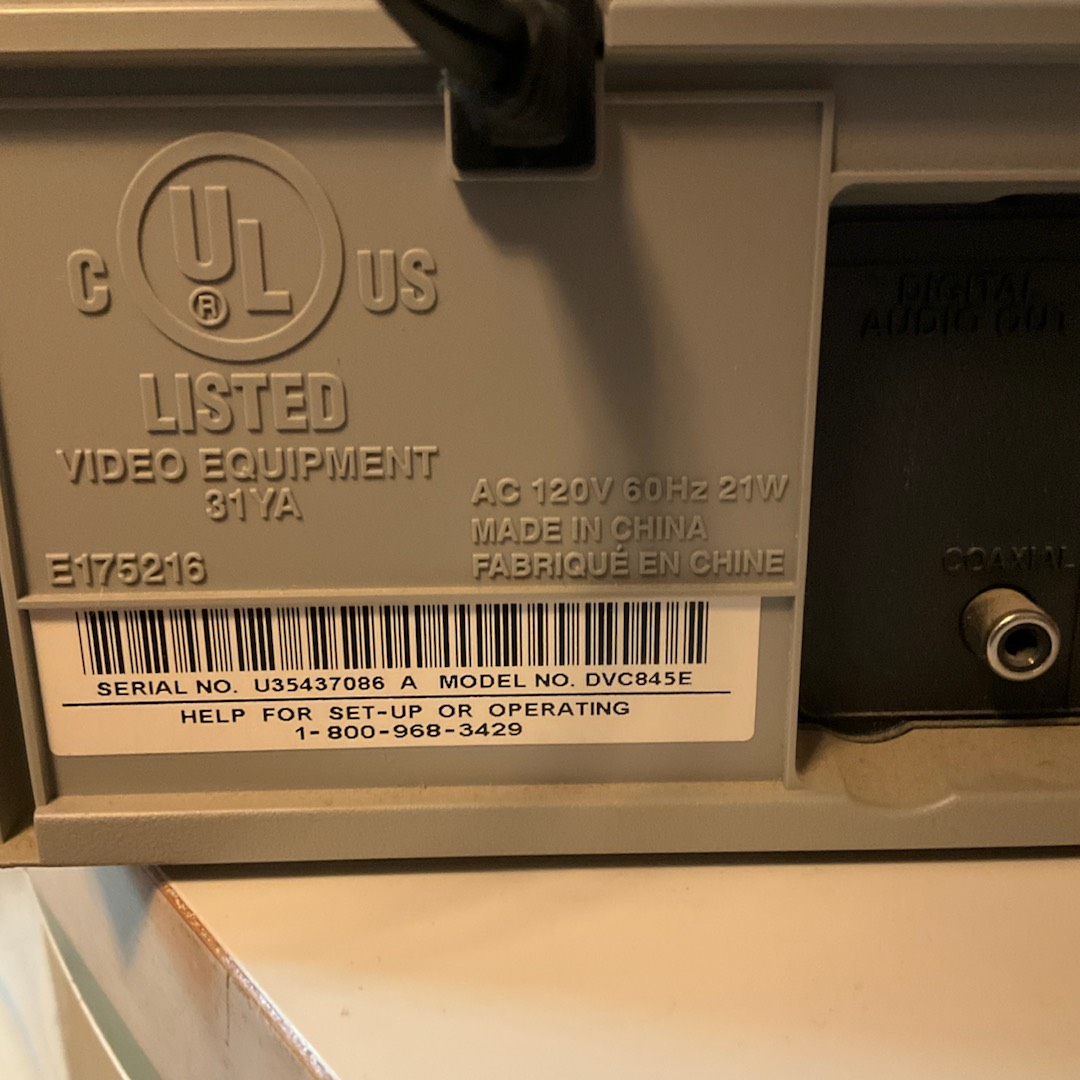 C UL® US
LISTED
VIDEO EQUIPMENT
31YA
E175216
AC 120V 60Hz 21W
MADE IN CHINA
FABRIQUÉ EN CHINE
SERIAL NO. U35437086 A MODEL NO. DVC845E
HELP FOR SET-UP OR OPERATING
1-800-968-3429
DIGITAL
AUDIO OUT
COAXIAL